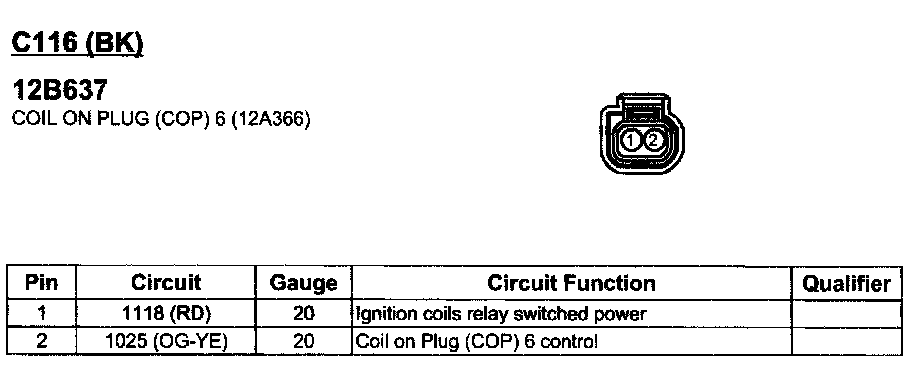 C116 (BK)
12B637
COIL ON PLUG (COP) 6 (12A366)
1 2
Pin Circuit Gauge Circuit Function Qualifier
1 1118 (RD) 20 Ignition coils relay switched power
2 1025 (OG-YE) 20 Coil on Plug (COP) 6 control